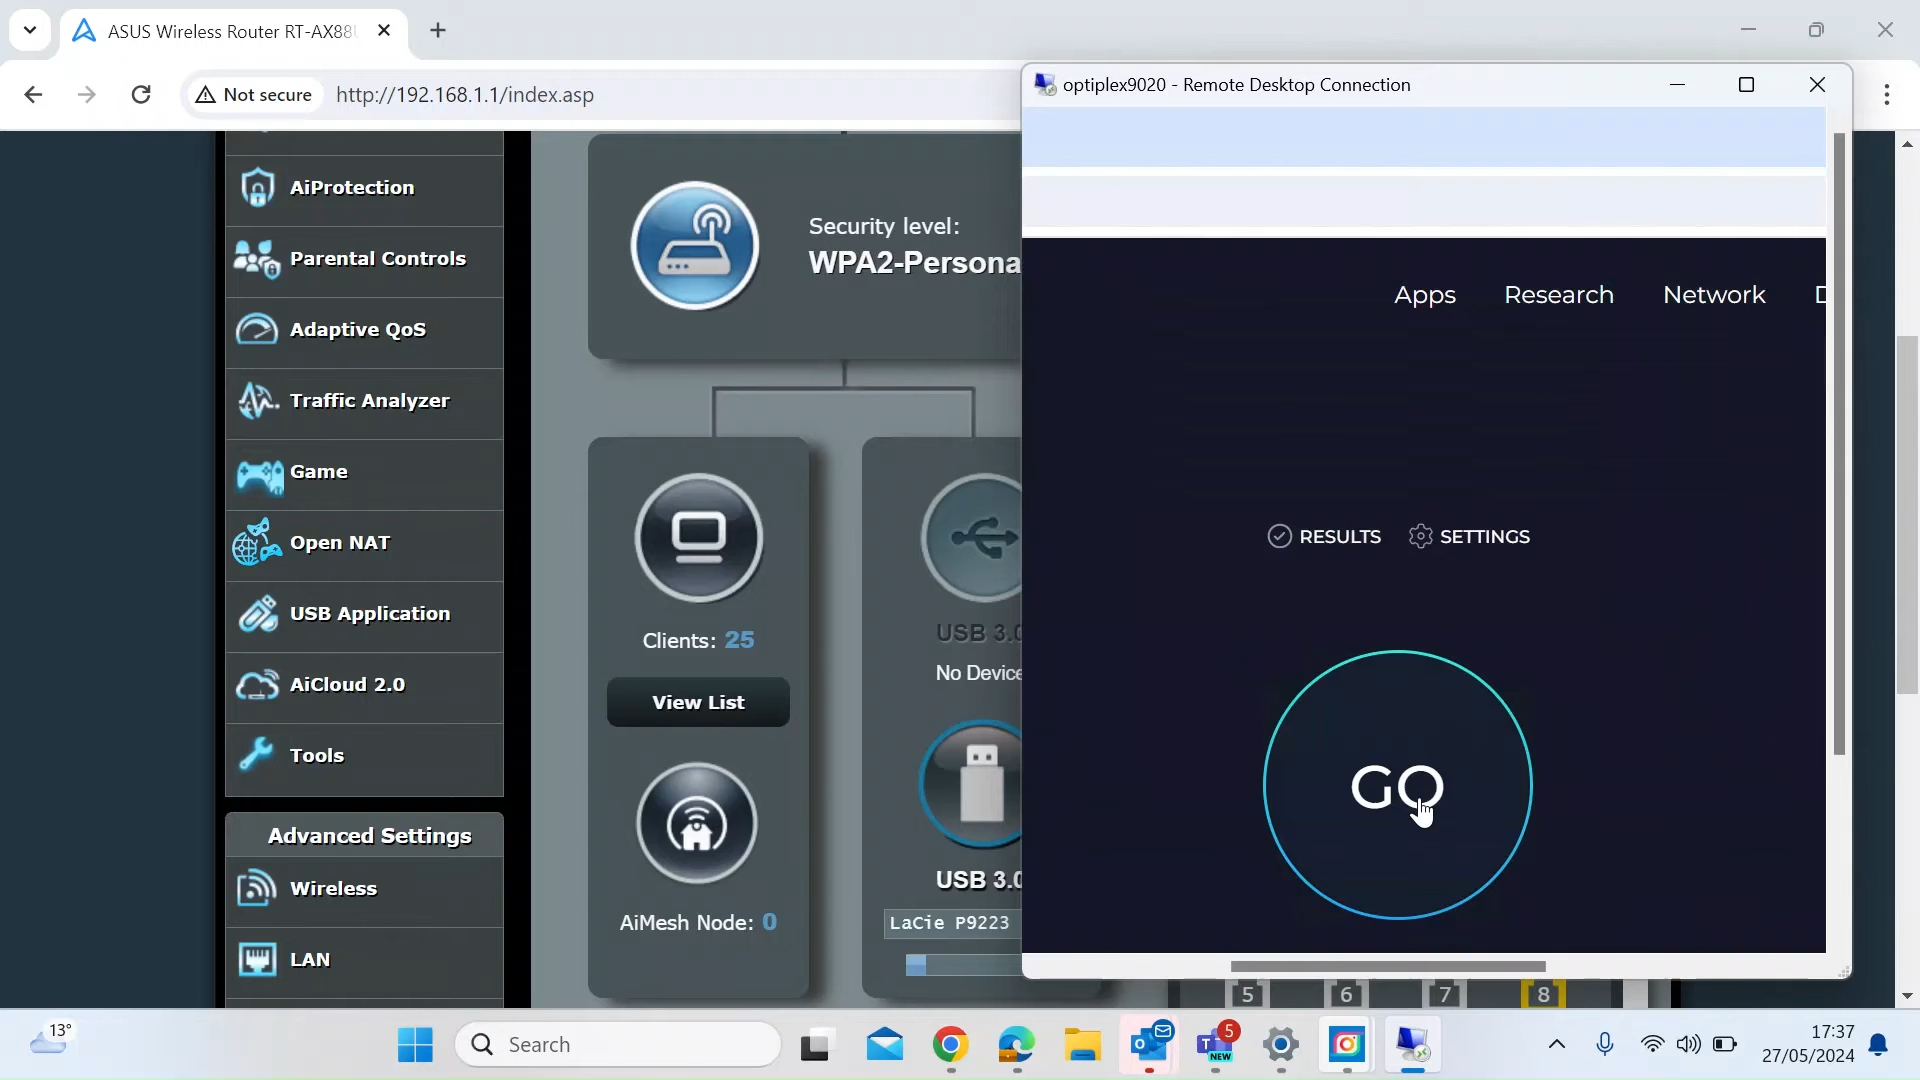 ASUS Wireless Router RT-AX88
Not secure
http://192.168.1.1/index.asp
optiplex9020 - Remote Desktop Connection
AiProtection
Parental Controls
Adaptive QoS
Traffic Analyzer
Game
Open NAT
USB Application
AiCloud 2.0
Tools
Advanced Settings
Wireless
LAN
Security level:
WPA2-Persona
Clients: 25
View List
AiMesh Node: 0
USB 3.0
No Device
USB 3.0
LaCie P9223
Apps Research Network
RESULTS SETTINGS
GO
5 6 7 8
13°
Search
5
NEW
17:37
27/05/2024